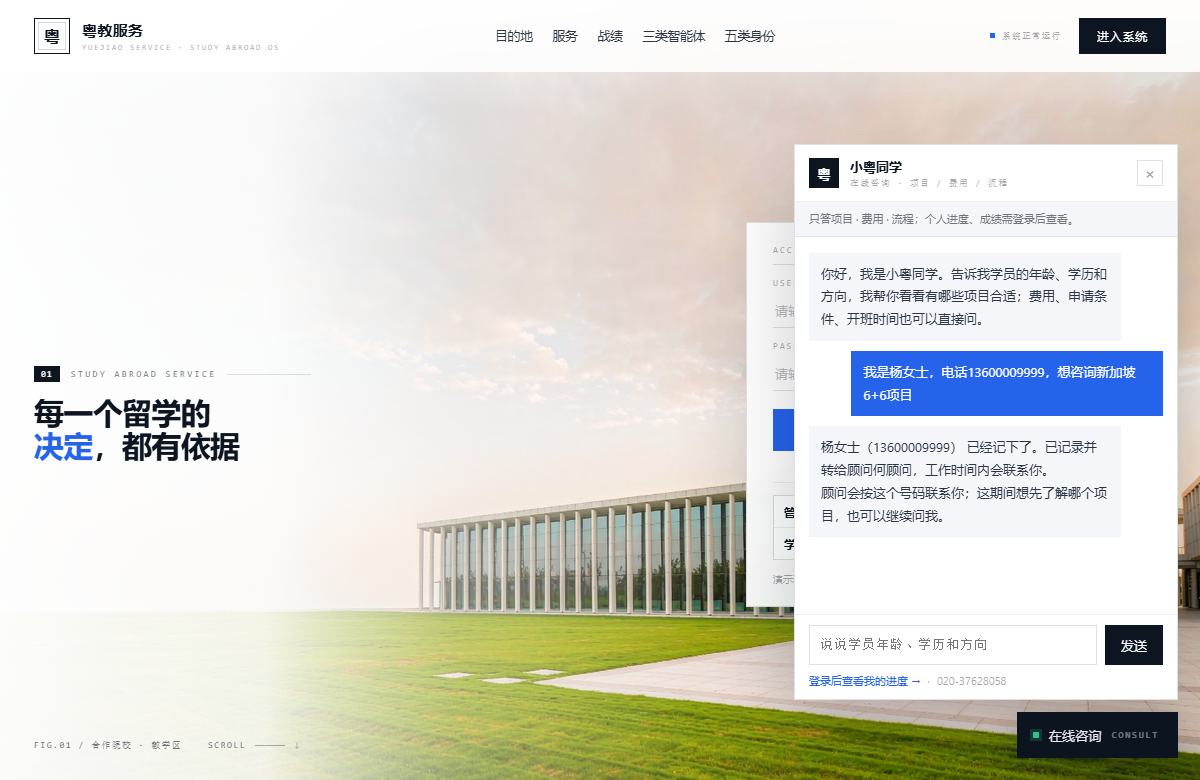 粤
粤教服务
YUEJIAO SERVICE · STUDY ABROAD OS
目的地 服务 战绩 三类智能体 五类身份
系统正常运行
进入系统
粤
小粤同学
在线咨询 · 项目 / 费用 / 流程
×
只答项目 · 费用 · 流程；个人进度、成绩需登录后查看。
你好，我是小粤同学。告诉我学员的年龄、学历和
方向，我帮你看看有哪些项目合适；费用、申请条
件、开班时间也可以直接问。
我是杨女士，电话13600009999，想咨询新加坡
6+6项目
杨女士（13600009999） 已经记下了。已记录并
转给顾问何顾问，工作时间内会联系你。
顾问会按这个号码联系你；这期间想先了解哪个项
目，也可以继续问我。
说说学员年龄、学历和方向
发送
登录后查看我的进度 → · 020-37628058
在线咨询 CONSULT
ACC
USE
请输
PAS
请输
管
学
演示
01 STUDY ABROAD SERVICE
每一个留学的
决定，都有依据
FIG.01 / 合作院校 · 教学区 SCROLL ↓